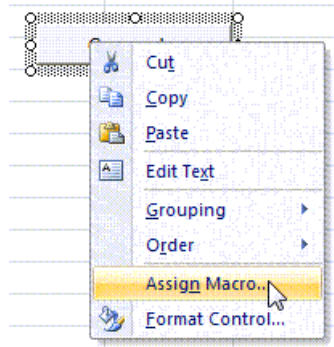 Cut
Copy
Paste
Edit Text
Grouping
Order
Assign Macro...
Format Control...